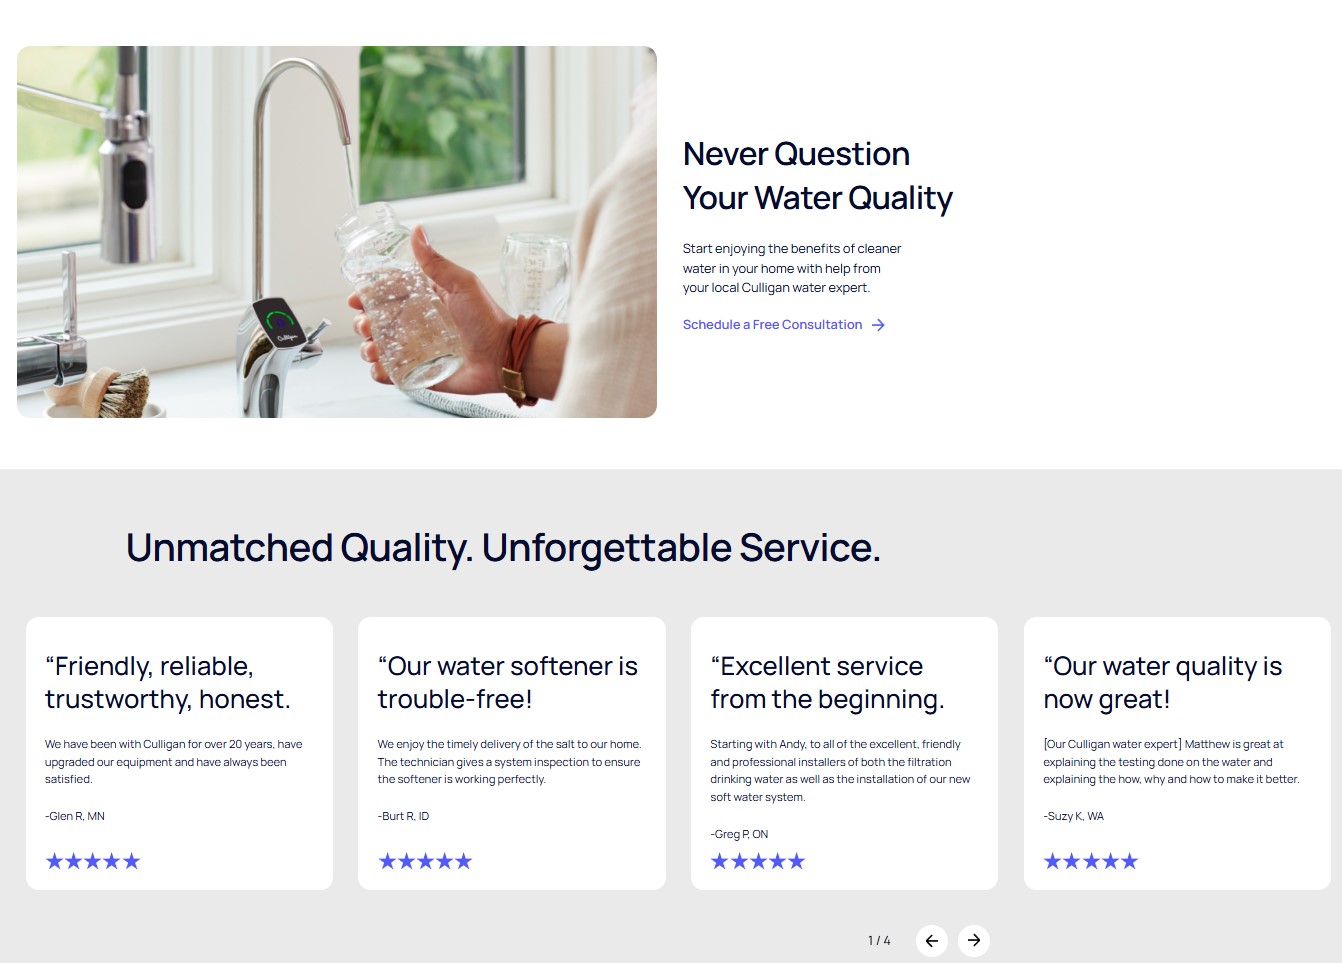 Culligan
Never Question
Your Water Quality
Start enjoying the benefits of cleaner
water in your home with help from
your local Culligan water expert.
Schedule a Free Consultation
Unmatched Quality. Unforgettable Service.
“Friendly, reliable,
trustworthy, honest.
We have been with Culligan for over 20 years, have
upgraded our equipment and have always been
satisfied.
-Glen R, MN
“Our water softener is
trouble-free!
We enjoy the timely delivery of the salt to our home.
The technician gives a system inspection to ensure
the softener is working perfectly.
-Burt R, ID
“Excellent service
from the beginning.
Starting with Andy, to all of the excellent, friendly
and professional installers of both the filtration
drinking water as well as the installation of our new
soft water system.
-Greg P, ON
“Our water quality is
now great!
[Our Culligan water expert] Matthew is great at
explaining the testing done on the water and
explaining the how, why and how to make it better.
-Suzy K, WA
1 / 4